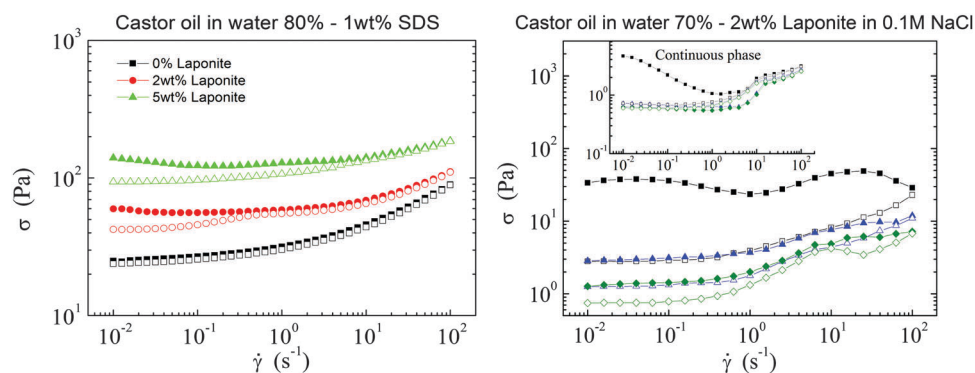 Castor oil in water 80% - 1wt% SDS
10³
0% Laponite
2wt% Laponite
5wt% Laponite
σ (Pa)
10²
10¹
10⁻² 10⁻¹ 10⁰ 10¹ 10²
γ̇ (s⁻¹)
Castor oil in water 70% - 2wt% Laponite in 0.1M NaCl
Continuous phase
10⁰
10⁻¹
10⁻² 10⁻¹ 10⁰ 10¹ 10²
10³
σ (Pa)
10²
10¹
10⁰
10⁻² 10⁻¹ 10⁰ 10¹ 10²
γ̇ (s⁻¹)